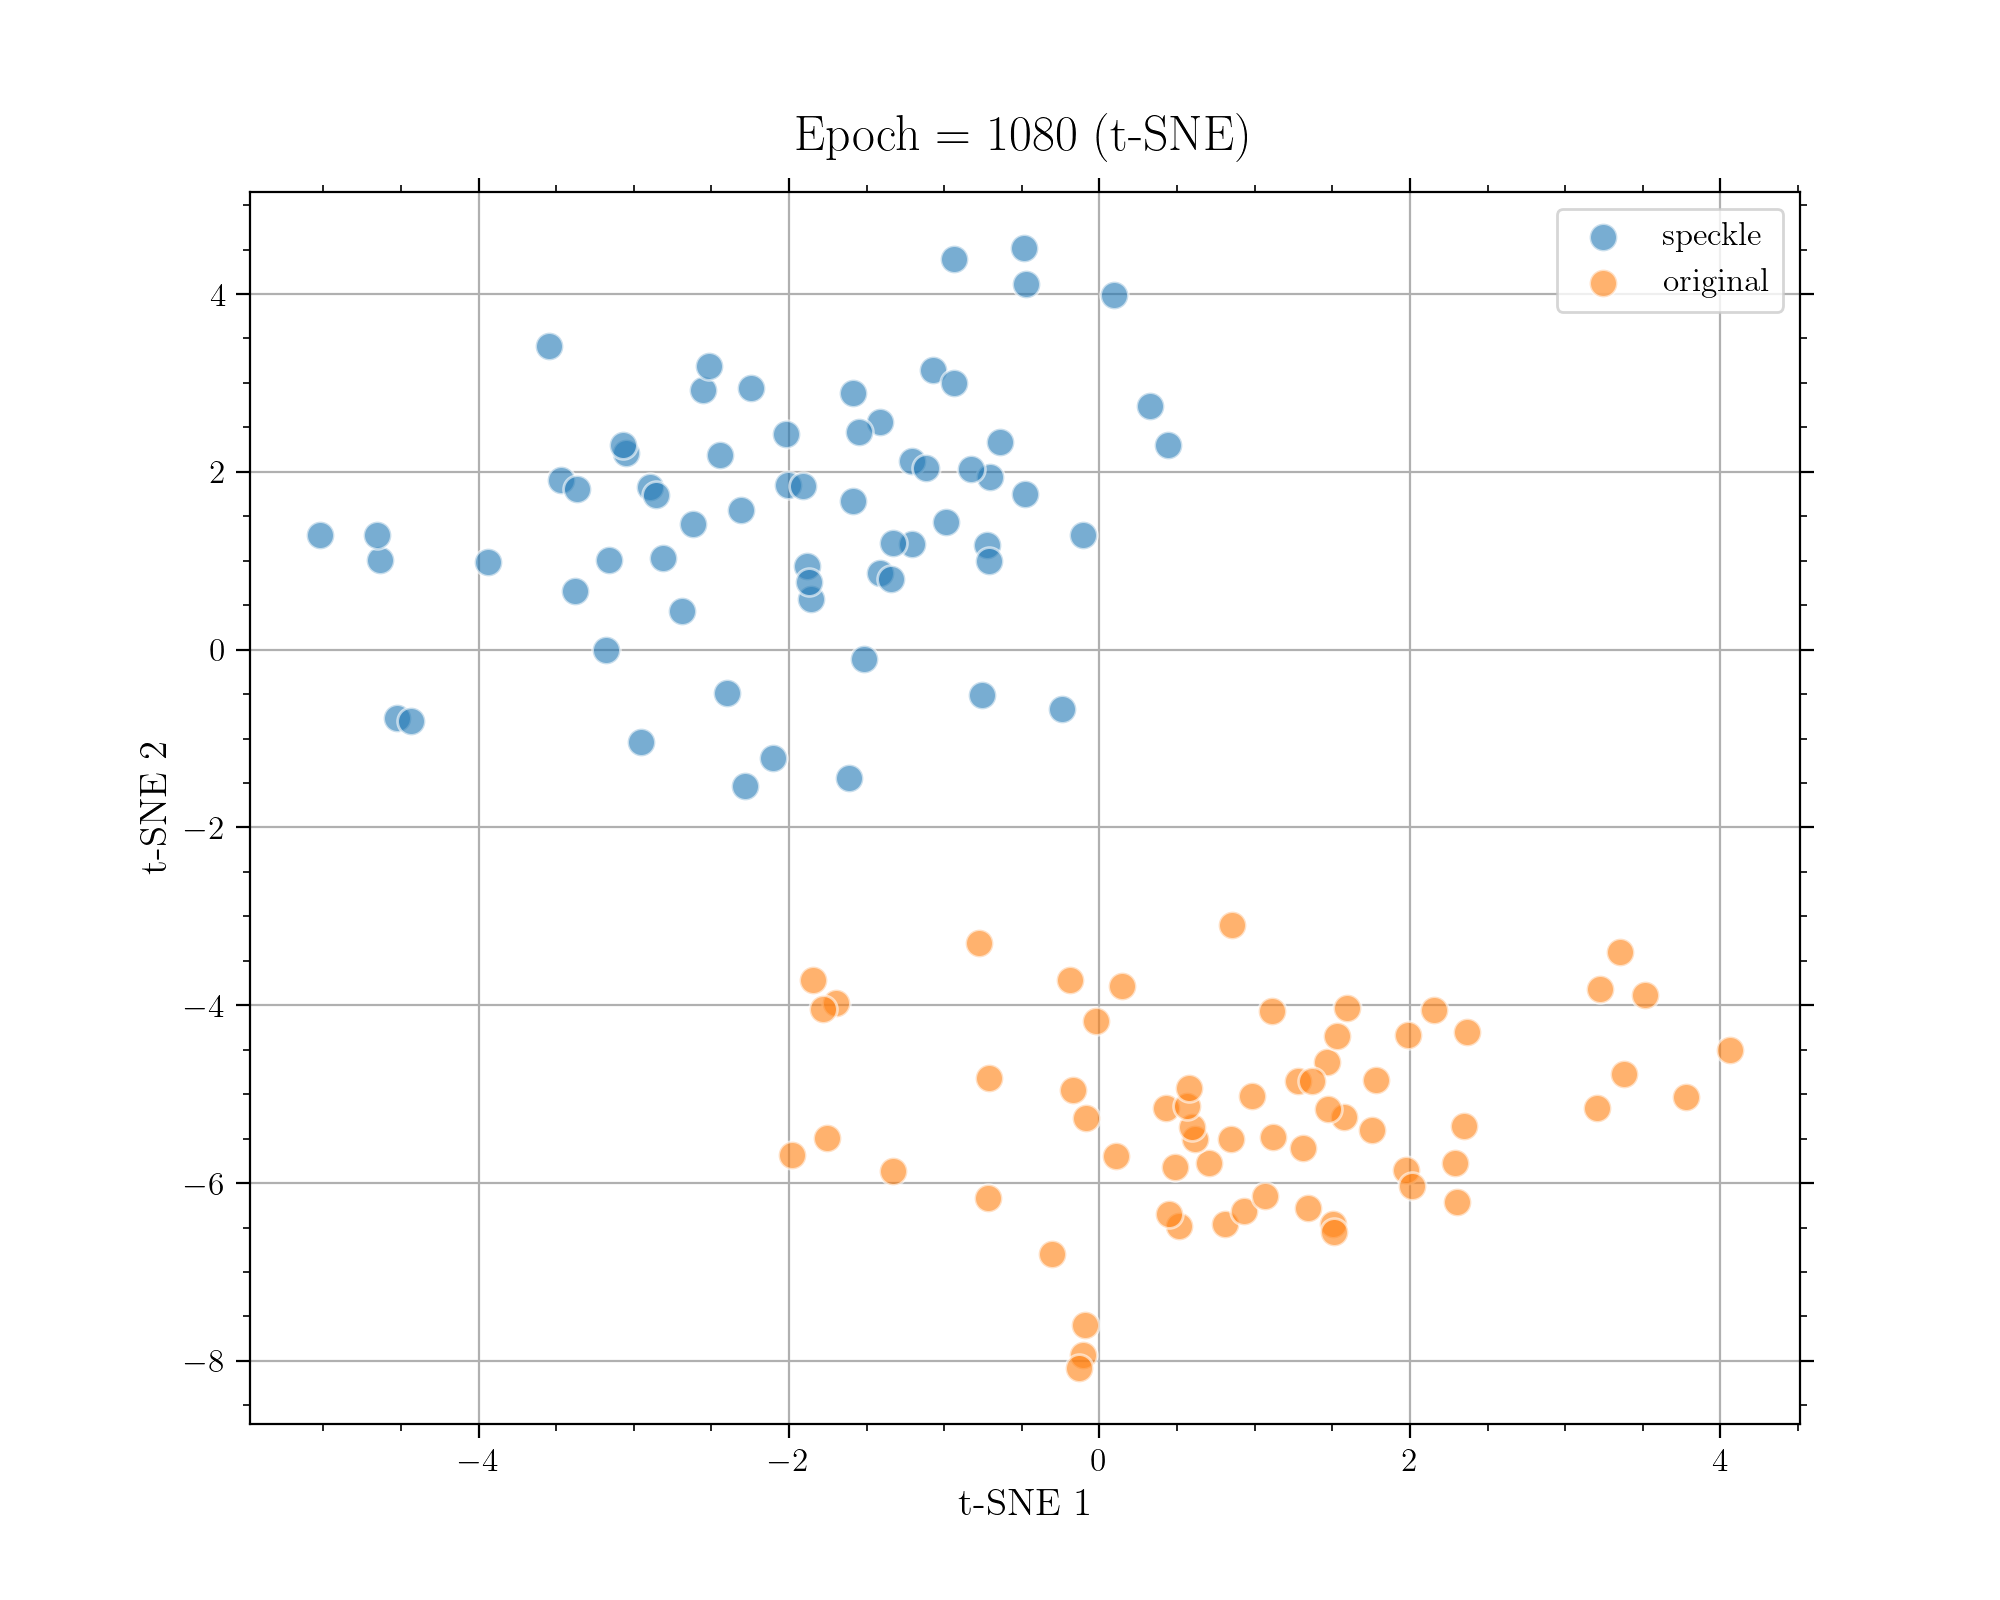 Epoch = 1080 (t-SNE)
speckle
original
4
2
0
−2
−4
−6
−8
t-SNE 2
−4 −2 0 2 4
t-SNE 1